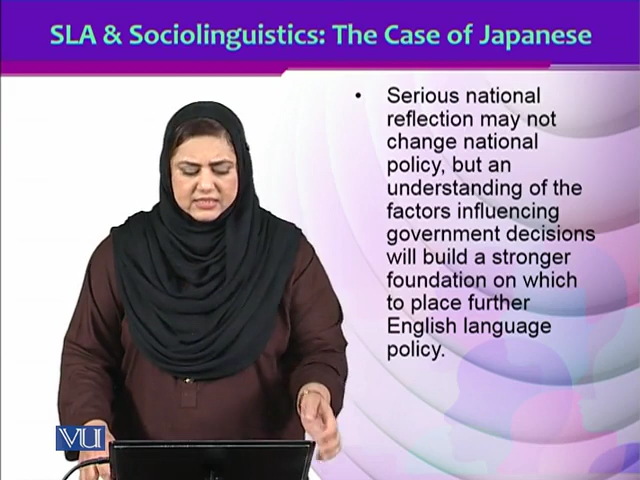 SLA & Sociolinguistics: The Case of Japanese
• Serious national
reflection may not
change national
policy, but an
understanding of the
factors influencing
government decisions
will build a stronger
foundation on which
to place further
English language
policy.
VU